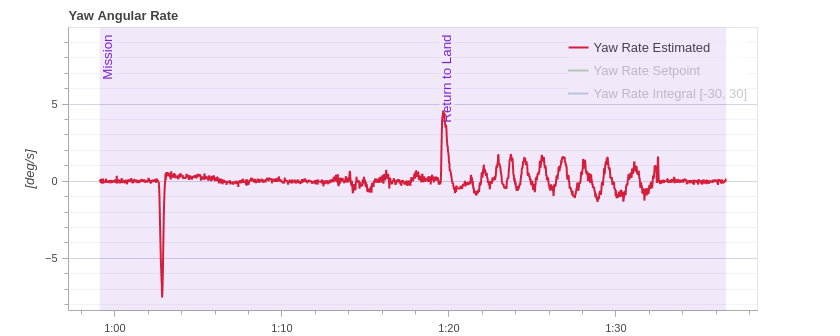 Yaw Angular Rate
Mission
Return to Land
Yaw Rate Estimated
Yaw Rate Setpoint
Yaw Rate Integral [-30, 30]
[deg/s]
5
0
−5
1:00
1:10
1:20
1:30